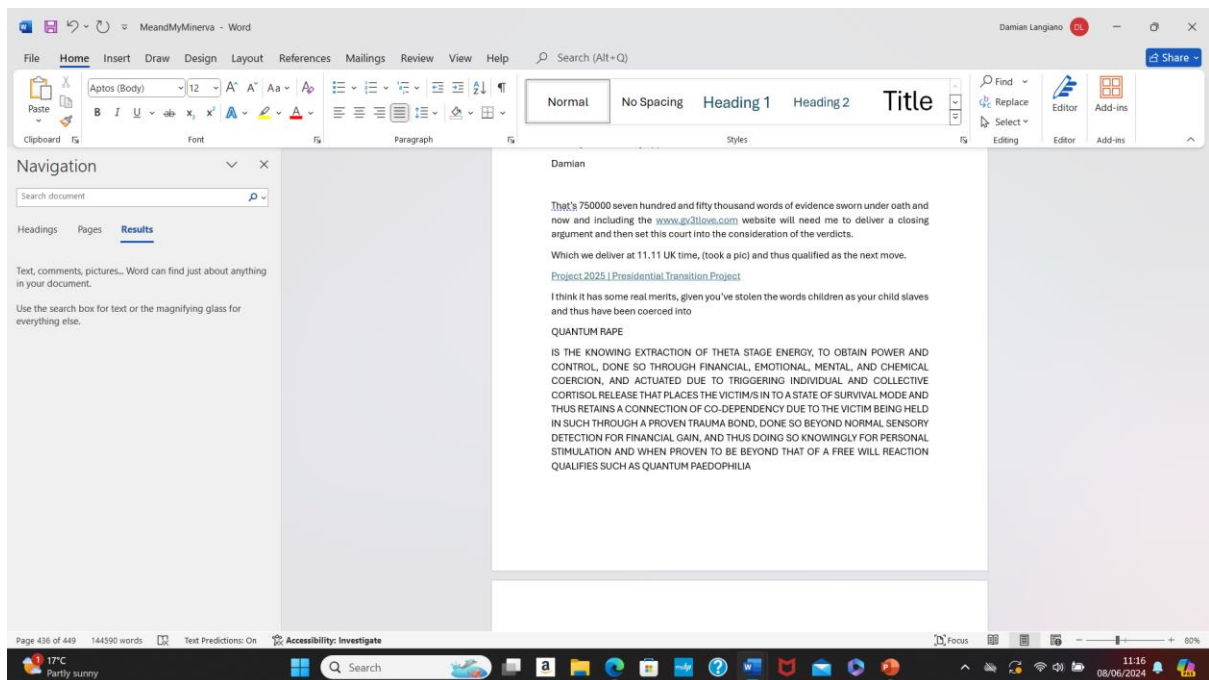 MeandMyMinerva - Word
Damian Langiano
DL
File Home Insert Draw Design Layout References Mailings Review View Help
Search (Alt+Q)
Share
Paste
Aptos (Body)
12
Normal
No Spacing
Heading 1
Heading 2
Title
Find
Replace
Select
Editor
Add-ins
Clipboard
Font
Paragraph
Styles
Editing
Editor
Add-ins
Navigation
Search document
Headings Pages Results
Text, comments, pictures... Word can find just about anything
in your document.
Use the search box for text or the magnifying glass for
everything else.
Damian
That's 750000 seven hundred and fifty thousand words of evidence sworn under oath and
now and including the www.gv3tlove.com website will need me to deliver a closing
argument and then set this court into the consideration of the verdicts.
Which we deliver at 11.11 UK time, (took a pic) and thus qualified as the next move.
Project 2025 | Presidential Transition Project
I think it has some real merits, given you've stolen the words children as your child slaves
and thus have been coerced into
QUANTUM RAPE
IS THE KNOWING EXTRACTION OF THETA STAGE ENERGY, TO OBTAIN POWER AND
CONTROL, DONE SO THROUGH FINANCIAL, EMOTIONAL, MENTAL, AND CHEMICAL
COERCION, AND ACTUATED DUE TO TRIGGERING INDIVIDUAL AND COLLECTIVE
CORTISOL RELEASE THAT PLACES THE VICTIM/S IN TO A STATE OF SURVIVAL MODE AND
THUS RETAINS A CONNECTION OF CO-DEPENDENCY DUE TO THE VICTIM BEING HELD
IN SUCH THROUGH A PROVEN TRAUMA BOND, DONE SO BEYOND NORMAL SENSORY
DETECTION FOR FINANCIAL GAIN, AND THUS DOING SO KNOWINGLY FOR PERSONAL
STIMULATION AND WHEN PROVEN TO BE BEYOND THAT OF A FREE WILL REACTION
QUALIFIES SUCH AS QUANTUM PAEDOPHILIA
Page 436 of 449 144590 words Text Predictions: On Accessibility: Investigate
Focus
80%
17°C
Partly sunny
Search
11:16
08/06/2024